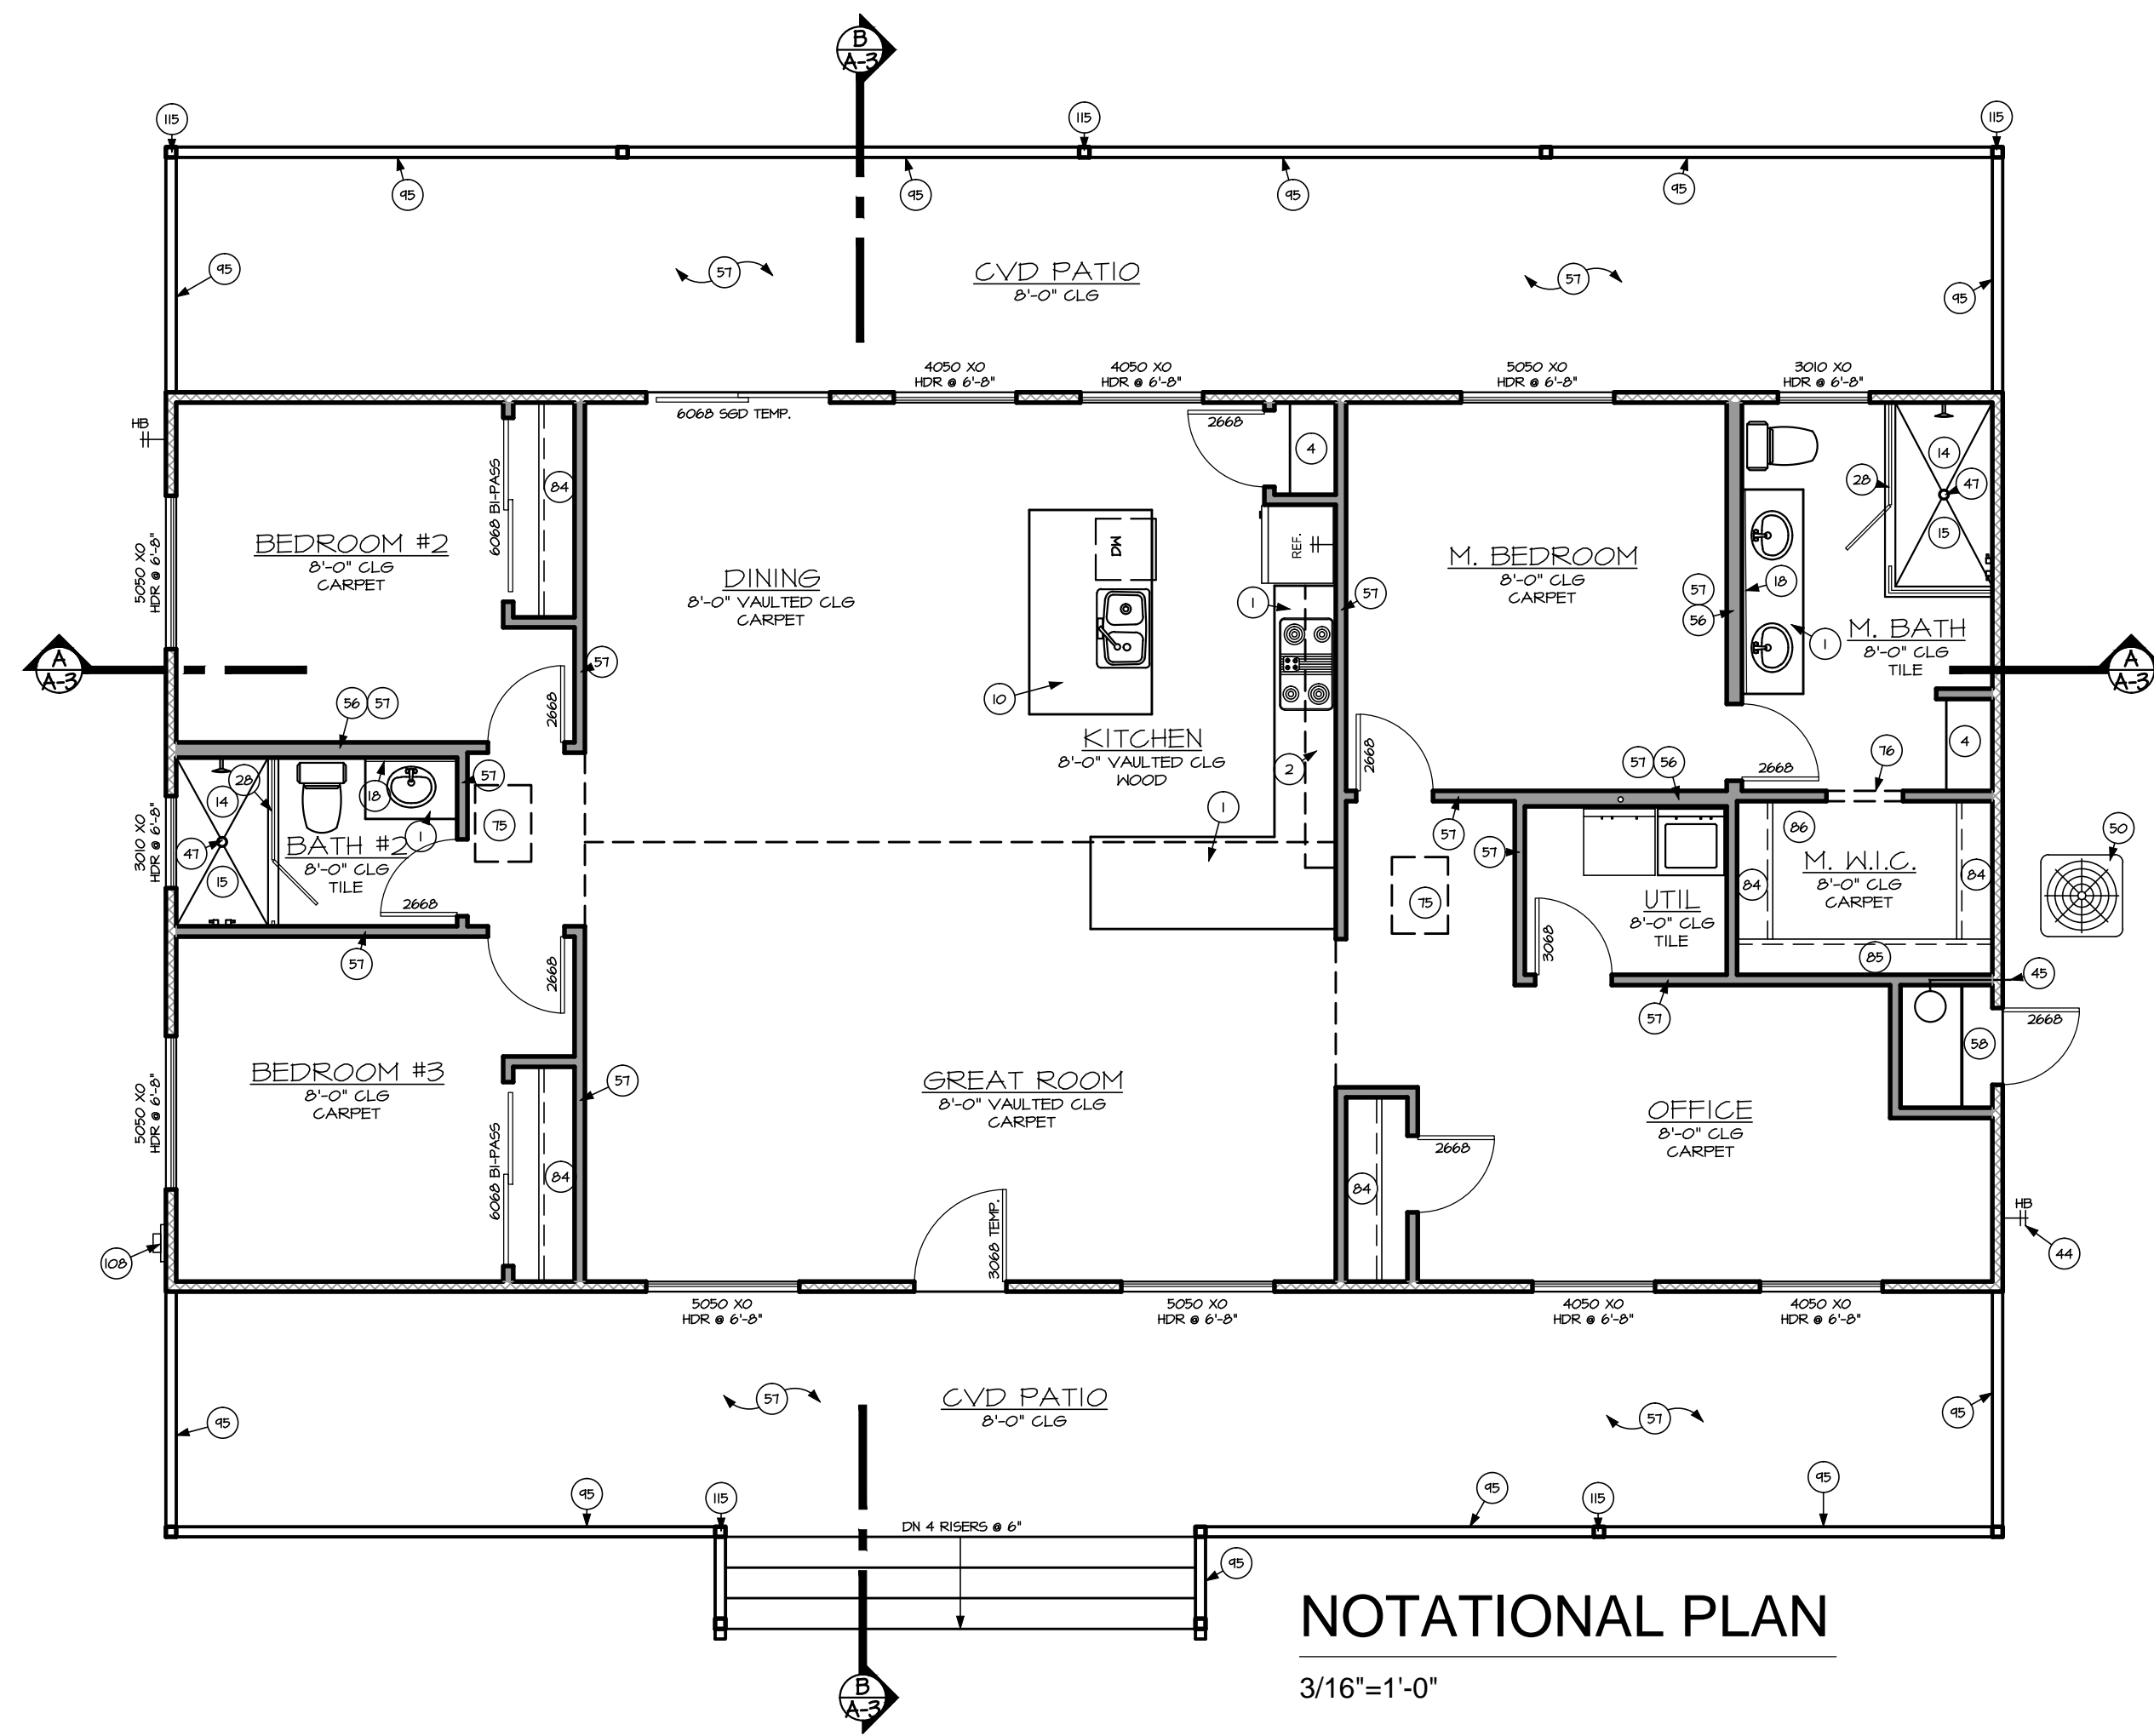 B
A-3
115
115
115
95
95
95
95
95
57
CVD PATIO
8'-0" CLG
57
95
4050 XO
HDR @ 6'-8"
4050 XO
HDR @ 6'-8"
5050 XO
HDR @ 6'-8"
3010 XO
HDR @ 6'-8"
6068 SGD TEMP.
2668
HB
4
14
28
47
15
84
6068 BI-PASS
BEDROOM #2
8'-0" CLG
CARPET
5050 XO
HDR @ 6'-8"
DINING
8'-0" VAULTED CLG
CARPET
DW
REF.
M. BEDROOM
8'-0" CLG
CARPET
57
1
57
56
18
1
M. BATH
8'-0" CLG
TILE
A
A-3
A
A-3
57
2668
56
57
10
KITCHEN
8'-0" VAULTED CLG
WOOD
2
2668
57
56
2668
76
4
28
14
18
57
75
1
1
BATH #2
8'-0" CLG
TILE
47
15
3010 XO
HDR @ 6'-8"
2668
57
57
86
M. W.I.C.
8'-0" CLG
CARPET
84
84
85
50
75
UTIL
8'-0" CLG
TILE
3068
57
2668
57
45
2668
58
BEDROOM #3
8'-0" CLG
CARPET
57
5050 XO
HDR @ 6'-8"
6068 BI-PASS
84
GREAT ROOM
8'-0" VAULTED CLG
CARPET
OFFICE
8'-0" CLG
CARPET
2668
84
3068 TEMP.
HB
44
108
5050 XO
HDR @ 6'-8"
5050 XO
HDR @ 6'-8"
4050 XO
HDR @ 6'-8"
4050 XO
HDR @ 6'-8"
57
CVD PATIO
8'-0" CLG
57
95
95
95
115
95
115
95
DN 4 RISERS @ 6"
95
NOTATIONAL PLAN
3/16"=1'-0"
B
A-3